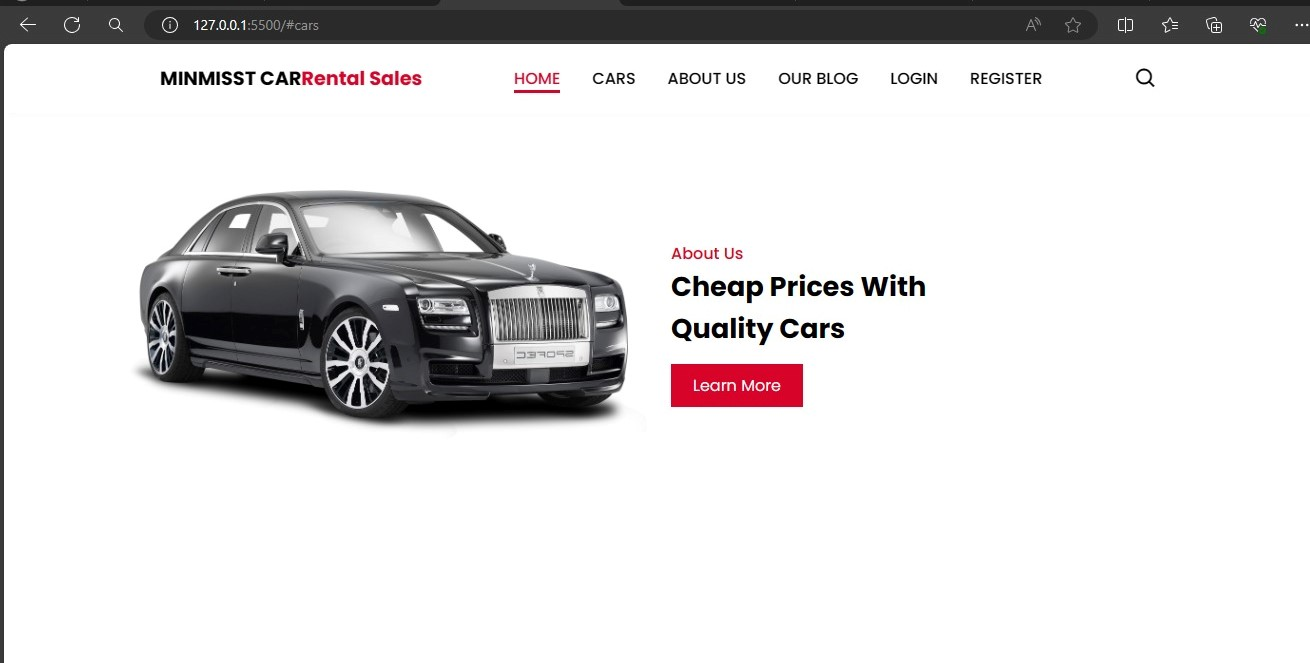 127.0.0.1:5500/#cars
MINMISST CARRental Sales HOME CARS ABOUT US OUR BLOG LOGIN REGISTER
About Us
Cheap Prices With
Quality Cars
Learn More